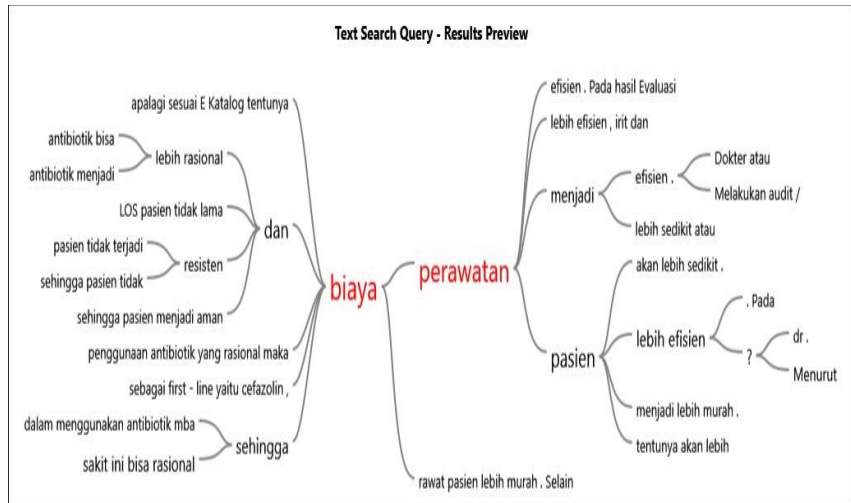 Text Search Query - Results Preview
apalagi sesuai E Katalog tentunya
antibiotik bisa
antibiotik menjadi
lebih rasional
LOS pasien tidak lama
dan
pasien tidak terjadi
sehingga pasien tidak
resisten
sehingga pasien menjadi aman
penggunaan antibiotik yang rasional maka
sebagai first - line yaitu cefazolin ,
dalam menggunakan antibiotik mba
sakit ini bisa rasional
sehingga
biaya
perawatan
efisien . Pada hasil Evaluasi
lebih efisien , irit dan
menjadi
efisien .
Dokter atau
Melakukan audit /
lebih sedikit atau
pasien
akan lebih sedikit .
lebih efisien
. Pada
?
dr .
Menurut
menjadi lebih murah .
tentunya akan lebih
rawat pasien lebih murah . Selain